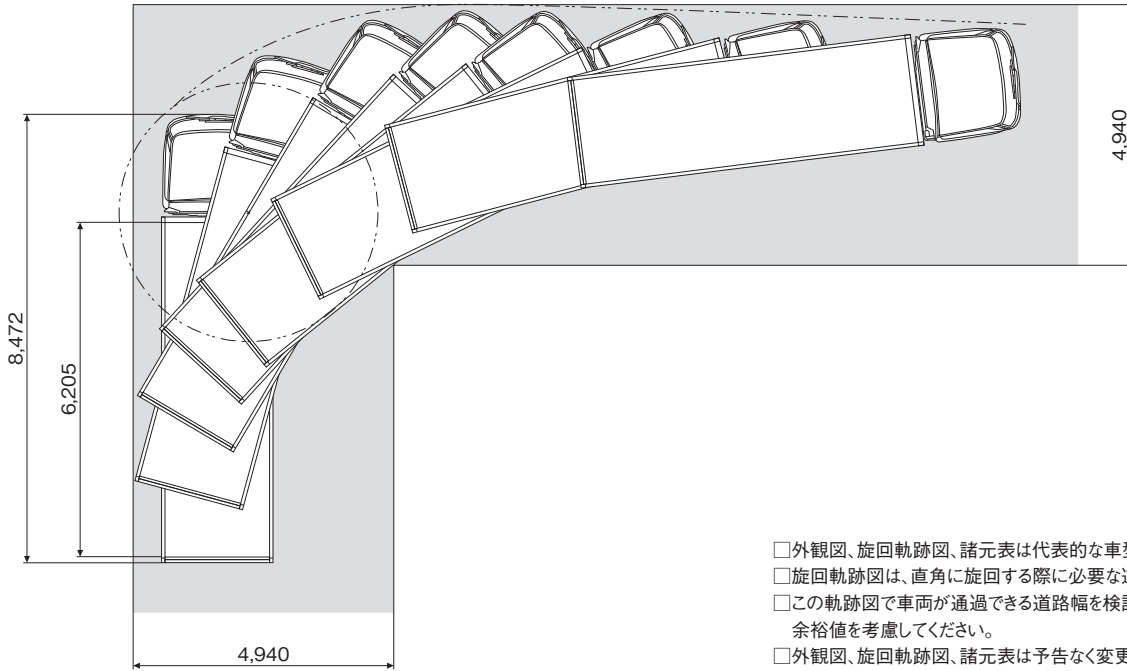 4,940
8,472
6,205
4,940
□外観図、旋回軌跡図、諸元表は代表的な車型
□旋回軌跡図は、直角に旋回する際に必要な
□この軌跡図で車両が通過できる道路幅を検
余裕値を考慮してください。
□外観図、旋回軌跡図、諸元表は予告なく変